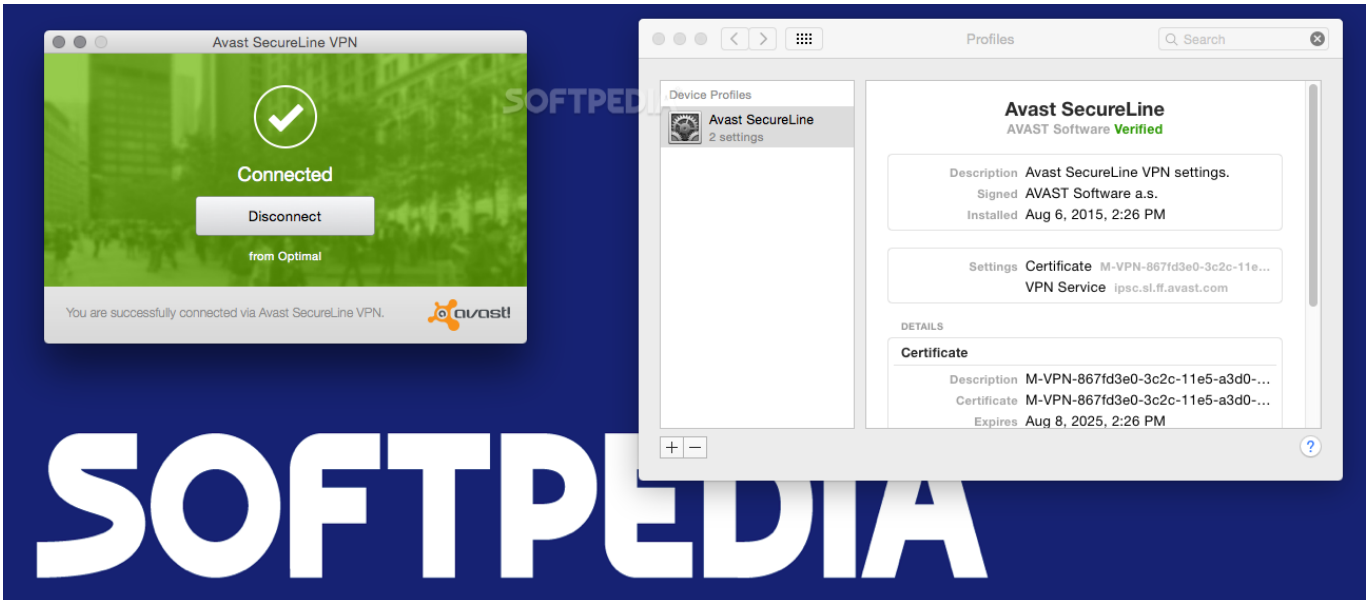 Avast SecureLine VPN
Connected
Disconnect
from Optimal
You are successfully connected via Avast SecureLine VPN.
avast!
SOFTPEDIA
Profiles
Search
Device Profiles
Avast SecureLine
2 settings
Avast SecureLine
AVAST Software Verified
Description Avast SecureLine VPN settings.
Signed AVAST Software a.s.
Installed Aug 6, 2015, 2:26 PM
Settings Certificate M-VPN-867fd3e0-3c2c-11e...
VPN Service ipsc.sl.ff.avast.com
DETAILS
Certificate
Description M-VPN-867fd3e0-3c2c-11e5-a3d0-...
Certificate M-VPN-867fd3e0-3c2c-11e5-a3d0-...
Expires Aug 8, 2025, 2:26 PM
+ −
?
SOFTPEDIA